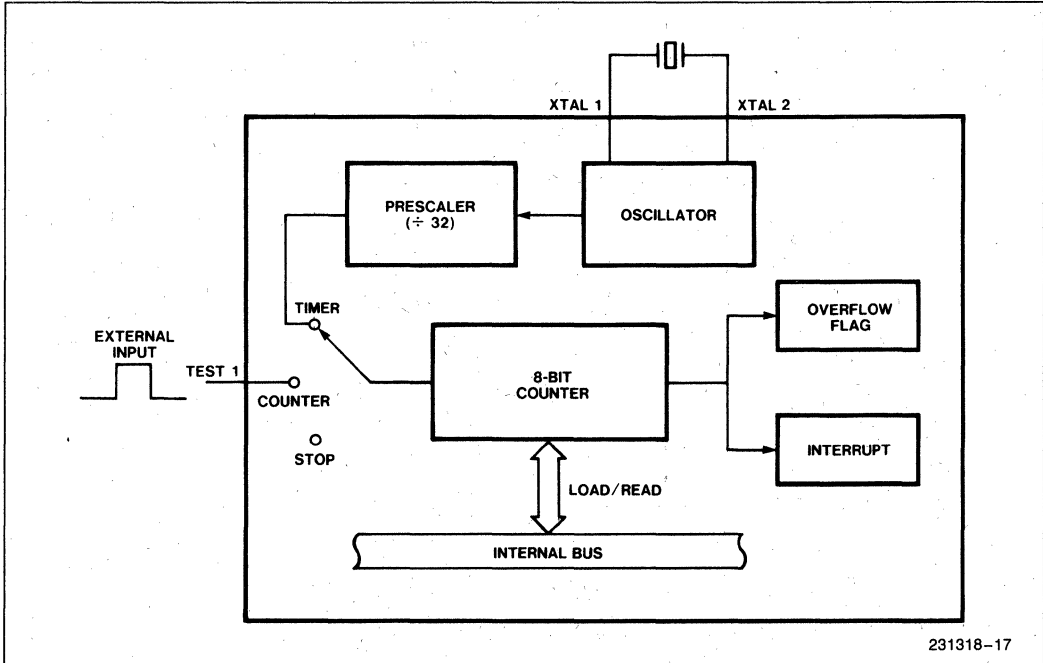 XTAL 1
XTAL 2
PRESCALER
(÷ 32)
OSCILLATOR
TIMER
OVERFLOW
FLAG
EXTERNAL
INPUT
TEST 1
COUNTER
8-BIT
COUNTER
STOP
INTERRUPT
LOAD/READ
INTERNAL BUS
231318-17